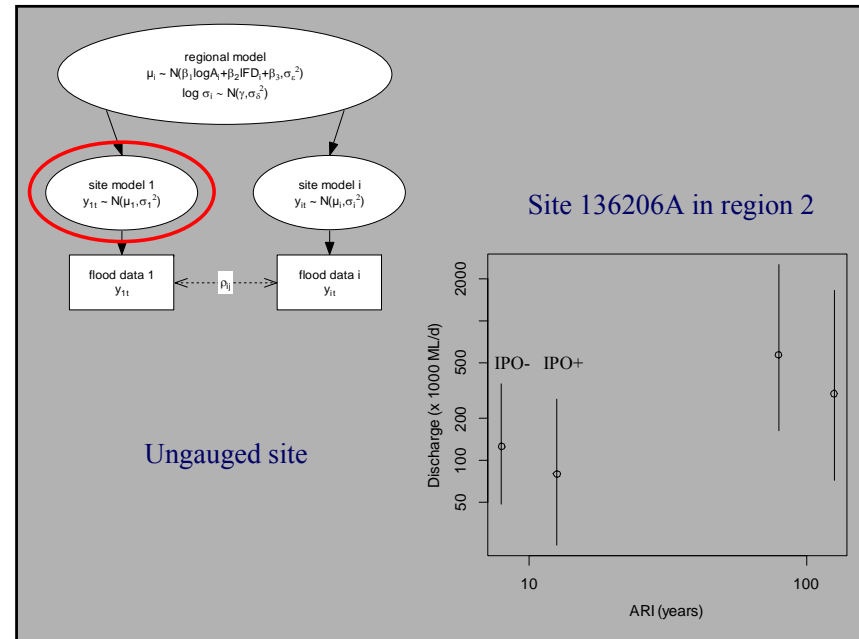 regional model
μᵢ ~ N(β₁logAᵢ+β₂IFDᵢ+β₃,σ_ε²)
log σᵢ ~ N(γ,σ_δ²)
site model 1
y₁ₜ ~ N(μ₁,σ₁²)
site model i
yᵢₜ ~ N(μᵢ,σᵢ²)
flood data 1
y₁ₜ
ρᵢⱼ
flood data i
yᵢₜ
Ungauged site
Site 136206A in region 2
Discharge (x 1000 ML/d)
2000
500
200
100
50
IPO- IPO+
10 100
ARI (years)